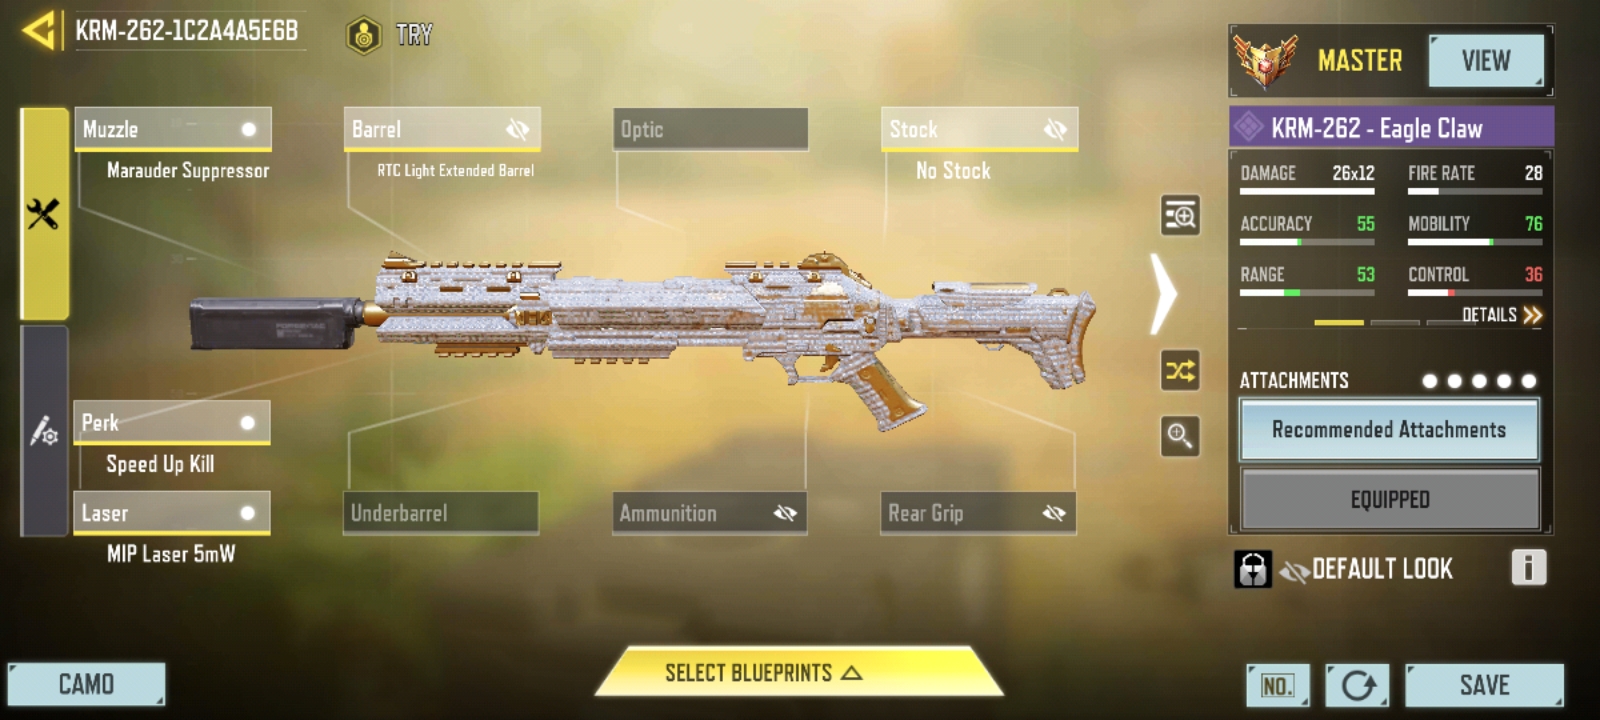 KRM-262-1C2A4A5E6B
TRY
MASTER
VIEW
Muzzle
Marauder Suppressor
Barrel
RTC Light Extended Barrel
Optic
Stock
No Stock
KRM-262 - Eagle Claw
DAMAGE 26x12
FIRE RATE 28
ACCURACY 55
MOBILITY 76
RANGE 53
CONTROL 36
DETAILS
ATTACHMENTS
Recommended Attachments
EQUIPPED
Perk
Speed Up Kill
Laser
MIP Laser 5mW
Underbarrel
Ammunition
Rear Grip
DEFAULT LOOK
i
CAMO
SELECT BLUEPRINTS
NO.
SAVE